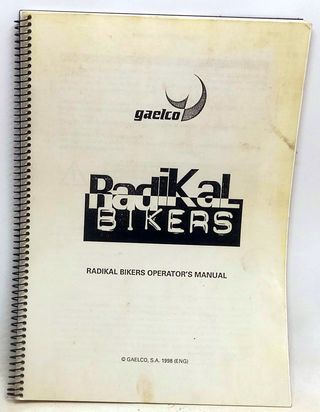 gaelco
RadiKaL
BIKERS
RADIKAL BIKERS OPERATOR'S MANUAL
© GAELCO, S.A. 1998 (ENG)